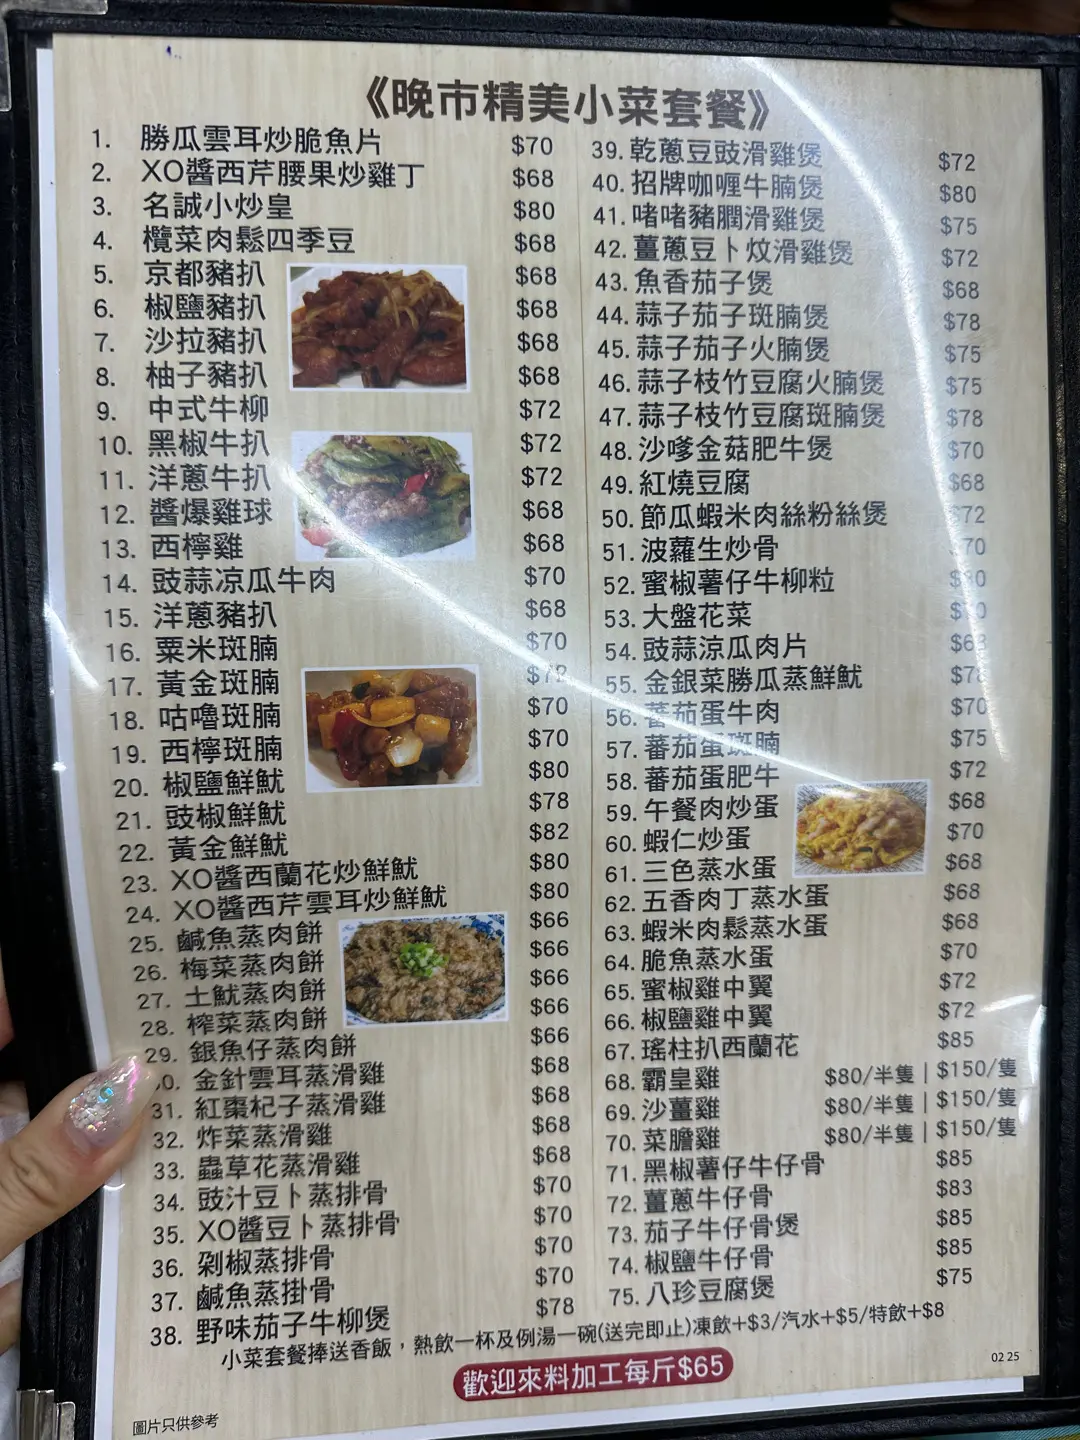 《晚市精美小菜套餐》
1. 勝瓜雲耳炒脆魚片 $70
2. XO醬西芹腰果炒雞丁 $68
3. 名誠小炒皇 $80
4. 欖菜肉鬆四季豆 $68
5. 京都豬扒 $68
6. 椒鹽豬扒 $68
7. 沙拉豬扒 $68
8. 柚子豬扒 $68
9. 中式牛柳 $72
10. 黑椒牛扒 $72
11. 洋蔥牛扒 $72
12. 醬爆雞球 $68
13. 西檸雞 $68
14. 豉蒜凉瓜牛肉 $70
15. 洋蔥豬扒 $68
16. 粟米斑腩 $70
17. 黃金斑腩
18. 咕嚕斑腩 $70
19. 西檸斑腩 $70
20. 椒鹽鮮魷 $80
21. 豉椒鮮魷 $78
22. 黃金鮮魷 $82
23. XO醬西蘭花炒鮮魷 $80
24. XO醬西芹雲耳炒鮮魷 $80
25. 鹹魚蒸肉餅 $66
26. 梅菜蒸肉餅 $66
27. 土魷蒸肉餅 $66
28. 榨菜蒸肉餅 $66
29. 銀魚仔蒸肉餅 $66
0. 金針雲耳蒸滑雞 $68
31. 紅棗杞子蒸滑雞 $68
32. 炸菜蒸滑雞 $68
33. 蟲草花蒸滑雞 $68
34. 豉汁豆卜蒸排骨 $70
35. XO醬豆卜蒸排骨 $70
36. 剁椒蒸排骨 $70
37. 鹹魚蒸掛骨 $70
38. 野味茄子牛柳煲 $78
39. 乾蔥豆豉滑雞煲 $72
40. 招牌咖喱牛腩煲 $80
41. 啫啫豬膶滑雞煲 $75
42. 薑蔥豆卜炆滑雞煲 $72
43. 魚香茄子煲 $68
44. 蒜子茄子斑腩煲 $78
45. 蒜子茄子火腩煲 $75
46. 蒜子枝竹豆腐火腩煲 $75
47. 蒜子枝竹豆腐斑腩煲 $78
48. 沙嗲金菇肥牛煲 $70
49. 紅燒豆腐 $68
50. 節瓜蝦米肉絲粉絲煲 $72
51. 波蘿生炒骨
52. 蜜椒薯仔牛柳粒
53. 大盤花菜
54. 豉蒜涼瓜肉片
55. 金銀菜勝瓜蒸鮮魷
56. 蕃茄蛋牛肉 $70
57. 蕃茄蛋斑腩 $75
58. 蕃茄蛋肥牛 $72
59. 午餐肉炒蛋 $68
60. 蝦仁炒蛋 $70
61. 三色蒸水蛋 $68
62. 五香肉丁蒸水蛋 $68
63. 蝦米肉鬆蒸水蛋 $68
64. 脆魚蒸水蛋 $70
65. 蜜椒雞中翼 $72
66. 椒鹽雞中翼 $72
67. 瑤柱扒西蘭花 $85
68. 霸皇雞 $80/半隻 | $150/隻
69. 沙薑雞 $80/半隻 | $150/隻
70. 菜膽雞 $80/半隻 | $150/隻
71. 黑椒薯仔牛仔骨 $85
72. 薑蔥牛仔骨 $83
73. 茄子牛仔骨煲 $85
74. 椒鹽牛仔骨 $85
75. 八珍豆腐煲 $75
小菜套餐捧送香飯，熱飲一杯及例湯一碗(送完即止)凍飲+$3/汽水+$5/特飲+$8
歡迎來料加工每斤$65
02 25
圖片只供參考